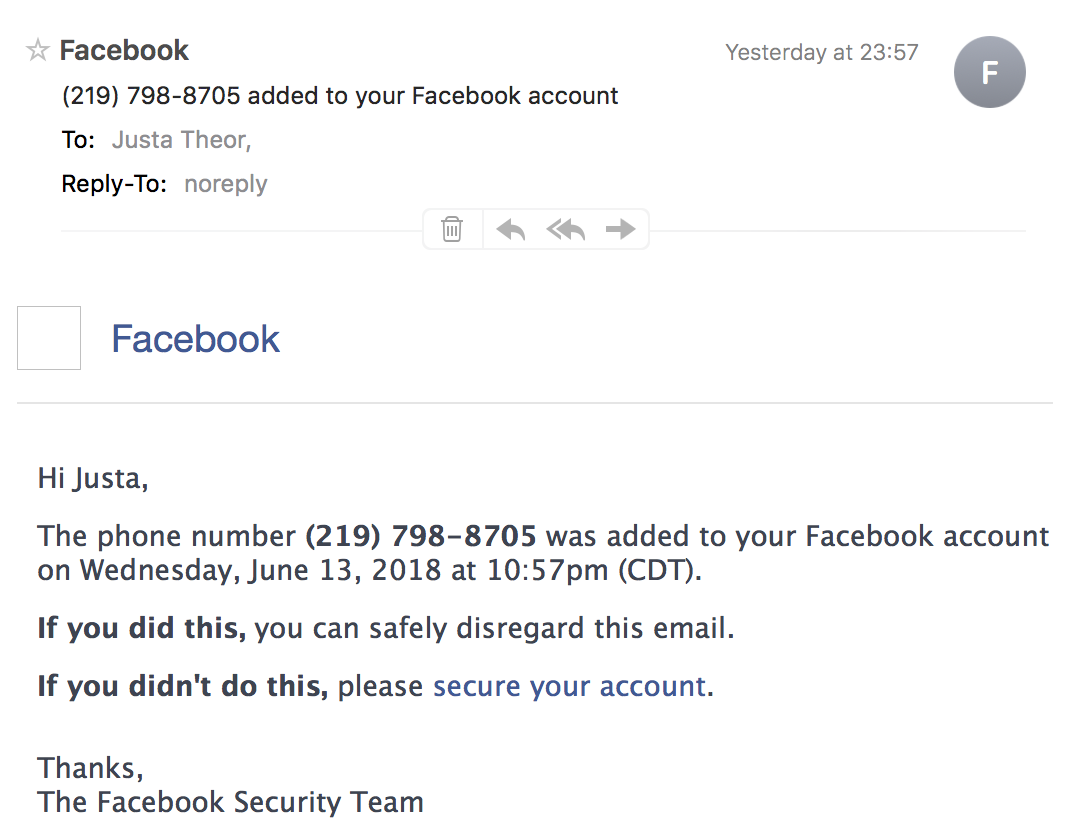 Facebook
Yesterday at 23:57
F
(219) 798-8705 added to your Facebook account
To: Justa Theor,
Reply-To: noreply
Facebook
Hi Justa,
The phone number (219) 798-8705 was added to your Facebook account
on Wednesday, June 13, 2018 at 10:57pm (CDT).
If you did this, you can safely disregard this email.
If you didn't do this, please secure your account.
Thanks,
The Facebook Security Team